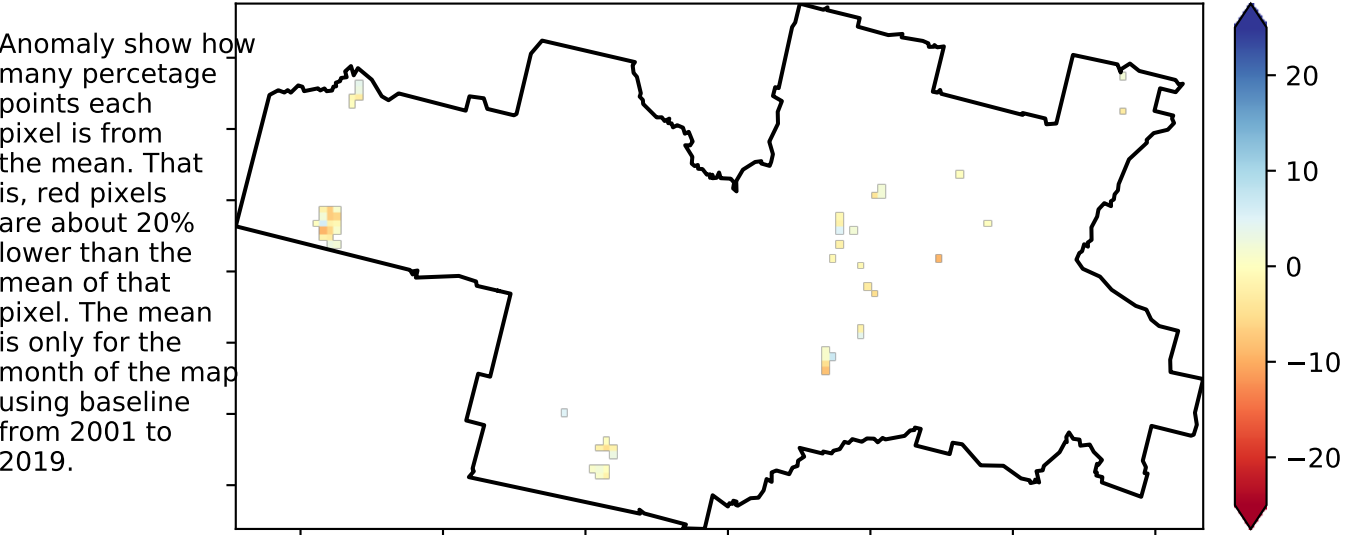 Anomaly show how
many percetage
points each
pixel is from
the mean. That
is, red pixels
are about 20%
lower than the
mean of that
pixel. The mean
is only for the
month of the map
using baseline
from 2001 to
2019.
20
10
0
−10
−20